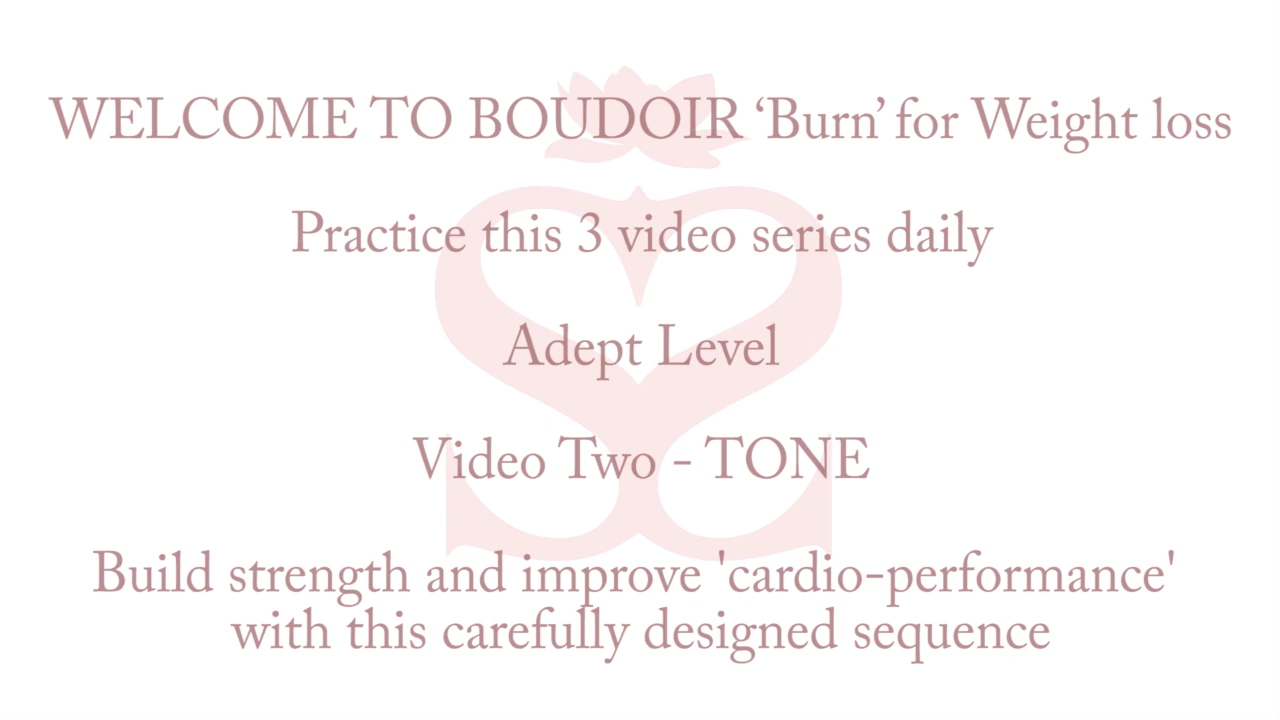 WELCOME TO BOUDOIR ‘Burn’ for Weight loss
Practice this 3 video series daily
Adept Level
Video Two - TONE
Build strength and improve 'cardio-performance'
with this carefully designed sequence